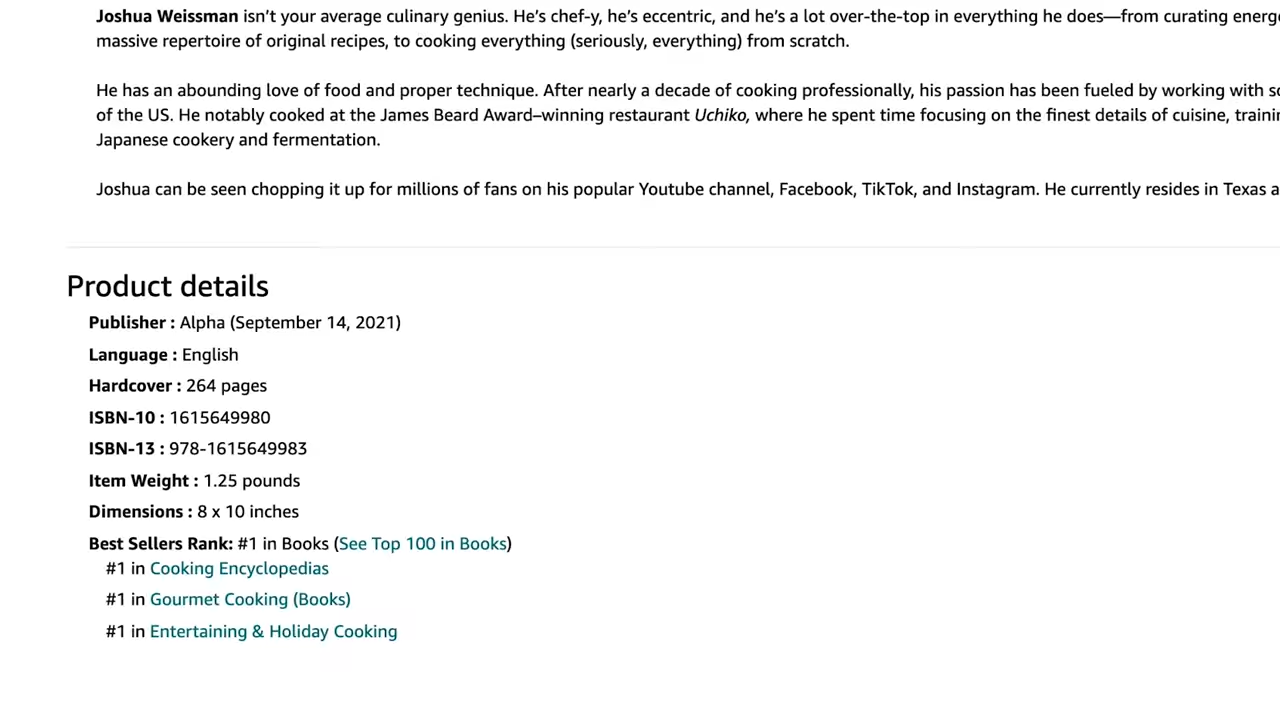 Joshua Weissman isn't your average culinary genius. He's chef-y, he's eccentric, and he's a lot over-the-top in everything he does—from curating
massive repertoire of original recipes, to cooking everything (seriously, everything) from scratch.
He has an abounding love of food and proper technique. After nearly a decade of cooking professionally, his passion has been fueled by working with
of the US. He notably cooked at the James Beard Award–winning restaurant Uchiko, where he spent time focusing on the finest details of cuisine,
Japanese cookery and fermentation.
Joshua can be seen chopping it up for millions of fans on his popular Youtube channel, Facebook, TikTok, and Instagram. He currently resides in Texas
Product details
Publisher : Alpha (September 14, 2021)
Language : English
Hardcover : 264 pages
ISBN-10 : 1615649980
ISBN-13 : 978-1615649983
Item Weight : 1.25 pounds
Dimensions : 8 x 10 inches
Best Sellers Rank: #1 in Books (See Top 100 in Books)
#1 in Cooking Encyclopedias
#1 in Gourmet Cooking (Books)
#1 in Entertaining & Holiday Cooking